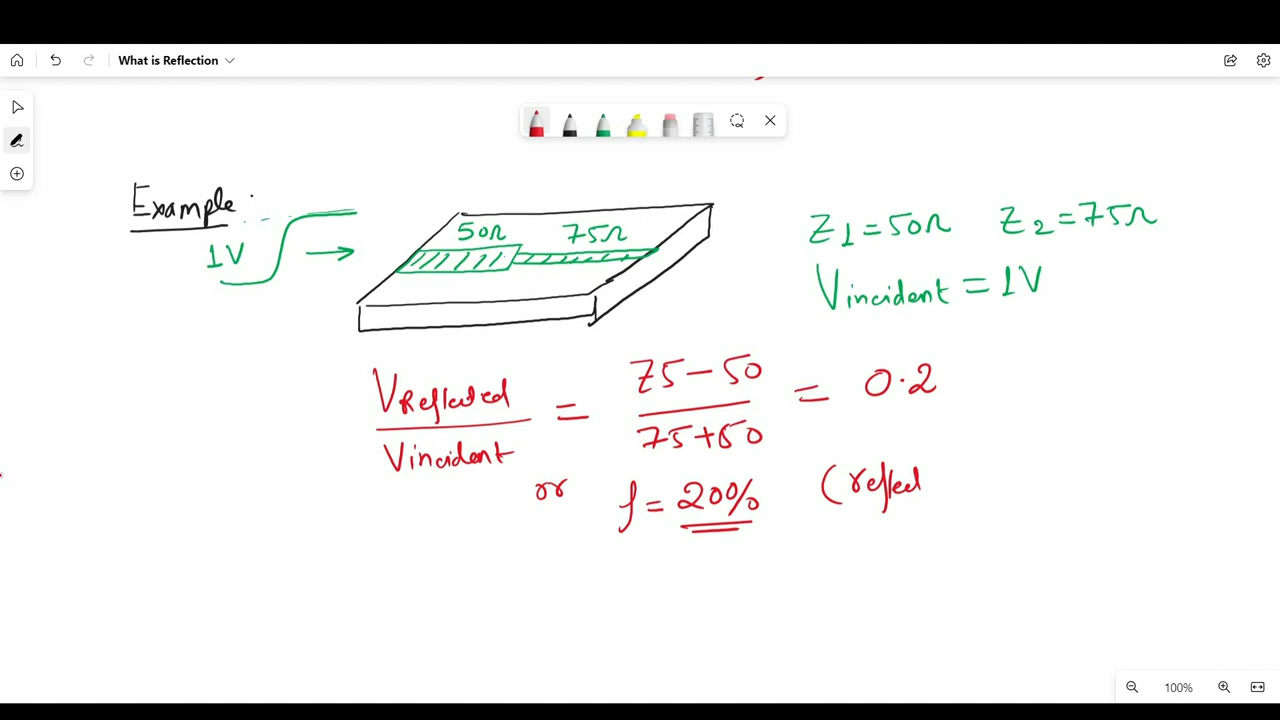 What is Reflection
Example:
1V
50Ω 75Ω
Z1 = 50Ω Z2 = 75Ω
Vincident = 1V
VReflected / Vincident = 75 - 50 / 75 + 50 = 0.2
or ρ = 20% (reflect
100%